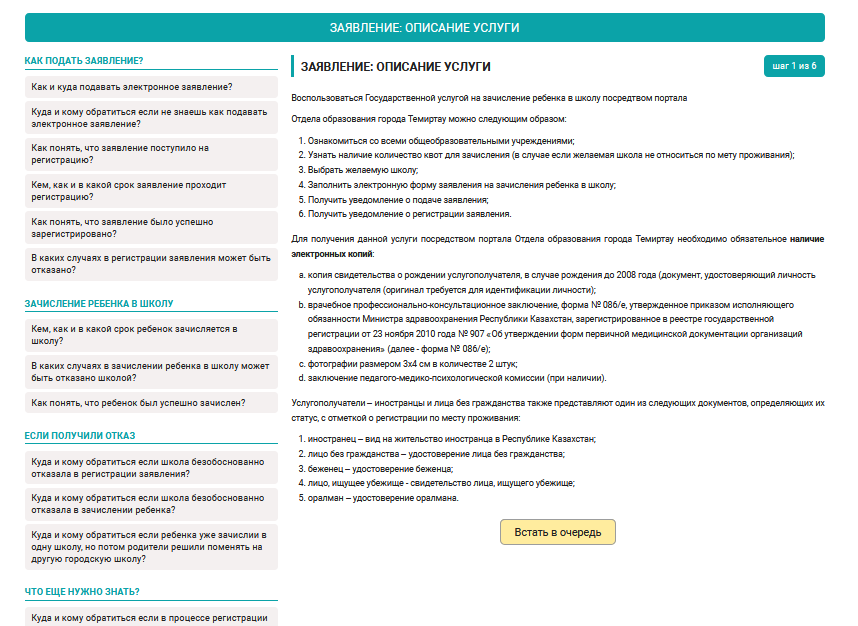 ЗАЯВЛЕНИЕ: ОПИСАНИЕ УСЛУГИ
КАК ПОДАТЬ ЗАЯВЛЕНИЕ?
Как и куда подавать электронное заявление?
Куда и кому обратиться если не знаешь как подавать
электронное заявление?
Как понять, что заявление поступило на
регистрацию?
Кем, как и в какой срок заявление проходит
регистрацию?
Как понять, что заявление было успешно
зарегистрировано?
В каких случаях в регистрации заявления может быть
отказано?
ЗАЧИСЛЕНИЕ РЕБЕНКА В ШКОЛУ
Кем, как и в какой срок ребенок зачисляется в
школу?
В каких случаях в зачислении ребенка в школу может
быть отказано школой?
Как понять, что ребенок был успешно зачислен?
ЕСЛИ ПОЛУЧИЛИ ОТКАЗ
Куда и кому обратиться если школа безобоснованно
отказала в регистрации заявления?
Куда и кому обратиться если школа безобоснованно
отказала в зачислении ребенка?
Куда и кому обратиться если ребенка уже зачислии в
одну школу, но потом родители решили поменять на
другую городскую школу?
ЧТО ЕЩЕ НУЖНО ЗНАТЬ?
Куда и кому обратиться если в процессе регистрации
ЗАЯВЛЕНИЕ: ОПИСАНИЕ УСЛУГИ
шаг 1 из 6
Воспользоваться Государственной услугой на зачисление ребенка в школу посредтвом портала
Отдела образования города Темиртау можно следующим образом:
1. Ознакомиться со всеми общеобразовательными учреждениями;
2. Узнать наличие количество квот для зачисления (в случае если желаемая школа не относиться по мету проживания);
3. Выбрать желаемую школу;
4. Заполнить электронную форму заявления на зачисления ребенка в школу;
5. Получить уведомление о подаче заявления;
6. Получить уведомление о регистрации заявления.
Для получения данной услуги посредством портала Отдела образования города Темиртау необходимо обязательное наличие
электронных копий:
a. копия свидетельства о рождении услугополучателя, в случае рождения до 2008 года (документ, удостоверяющий личность
услугополучателя (оригинал требуется для идентификации личности);
b. врачебное профессионально-консультационное заключение, форма № 086/е, утвержденное приказом исполняющего
обязанности Министра здравоохранения Республики Казахстан, зарегистрированное в реестре государственной
регистрации от 23 ноября 2010 года № 907 «Об утверждении форм первичной медицинской документации организаций
здравоохранения» (далее - форма № 086/е);
c. фотографии размером 3х4 см в количестве 2 штук;
d. заключение педагого-медико-психологической комиссии (при наличии).
Услугополучатели – иностранцы и лица без гражданства также представляют один из следующих документов, определяющих их
статус, с отметкой о регистрации по месту проживания:
1. иностранец – вид на жительство иностранца в Республике Казахстан;
2. лицо без гражданства – удостоверение лица без гражданства;
3. беженец – удостоверение беженца;
4. лицо, ищущее убежище - свидетельство лица, ищущего убежище;
5. оралман – удостоверение оралмана.
Встать в очередь